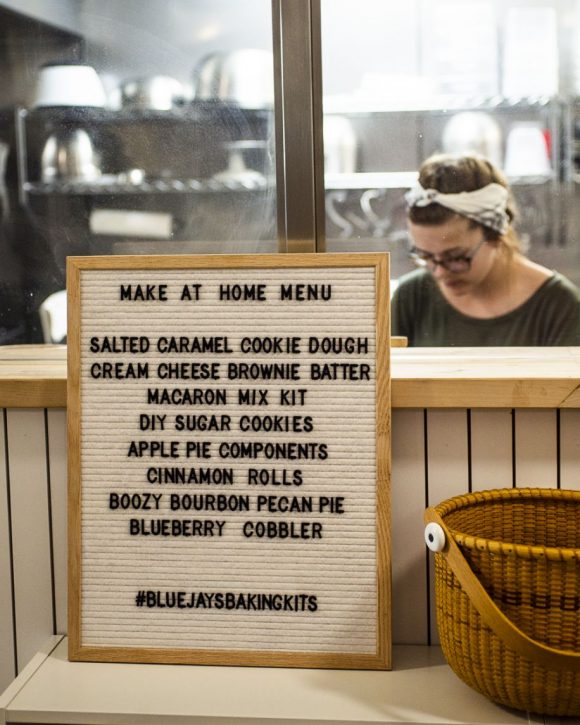 MAKE AT HOME MENU
SALTED CARAMEL COOKIE DOUGH
CREAM CHEESE BROWNIE BATTER
MACARON MIX KIT
DIY SUGAR COOKIES
APPLE PIE COMPONENTS
CINNAMON ROLLS
BOOZY BOURBON PECAN PIE
BLUEBERRY COBBLER
#BLUEJAYSBAKINGKITS